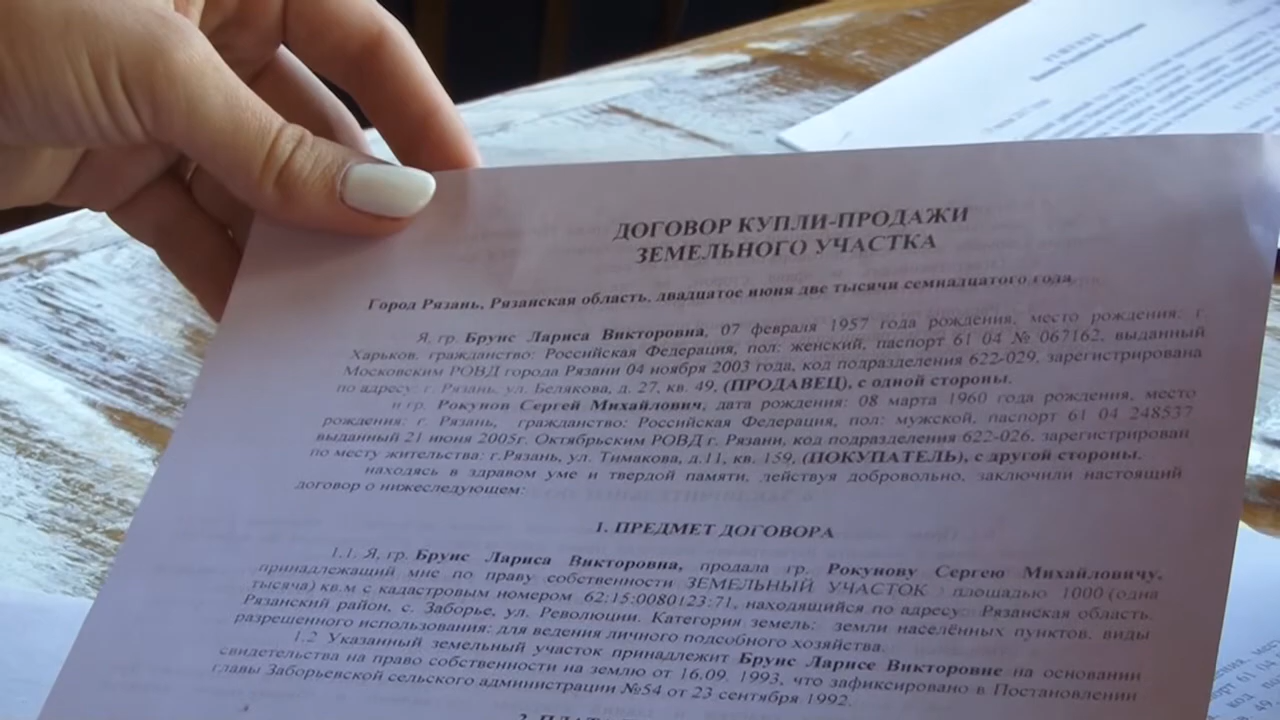 ДОГОВОР КУПЛИ-ПРОДАЖИ
ЗЕМЕЛЬНОГО УЧАСТКА
Город Рязань, Рязанская область, двадцатое июня две тысячи семнадцатого года
Я, гр. Брунс Лариса Викторовна, 07 февраля 1957 года рождения, место рождения: г.
Харьков, гражданство: Российская Федерация, пол: женский, паспорт 61 04 № 067162, выданный
Московским РОВД города Рязани 04 ноября 2003 года, код подразделения 622-029, зарегистрирована
по адресу: г. Рязань, ул. Белякова, д. 27, кв. 49, (ПРОДАВЕЦ), с одной стороны.
и гр. Рокунов Сергей Михайлович, дата рождения: 08 марта 1960 года рождения, место
рождения: г. Рязань, гражданство: Российская Федерация, пол: мужской, паспорт 61 04 248537
выданный 21 июня 2005г. Октябрьским РОВД г. Рязани, код подразделения 622-026, зарегистрирован
по месту жительства: г.Рязань, ул. Тимакова, д.11, кв. 159, (ПОКУПАТЕЛЬ), с другой стороны.
находясь в здравом уме и твердой памяти, действуя добровольно, заключили настоящий
договор о нижеследующем:
1. ПРЕДМЕТ ДОГОВОРА
1.1. Я, гр. Брунс Лариса Викторовна, продала гр. Рокунову Сергею Михайловичу,
принадлежащий мне по праву собственности ЗЕМЕЛЬНЫЙ УЧАСТОК площадью 1000 (одна
тысяча) кв.м с кадастровым номером 62:15:0080123:71, находящийся по адресу: Рязанская область,
Рязанский район, с. Заборье, ул. Революции. Категория земель: земли населённых пунктов, виды
разрешенного использования: для ведения личного подсобного хозяйства.
1.2 Указанный земельный участок принадлежит Брунс Ларисе Викторовне на основании
свидетельства на право собственности на землю от 16.09. 1993, что зафиксировано в Постановлении
главы Заборьевской сельского администрации №54 от 23 сентября 1992.